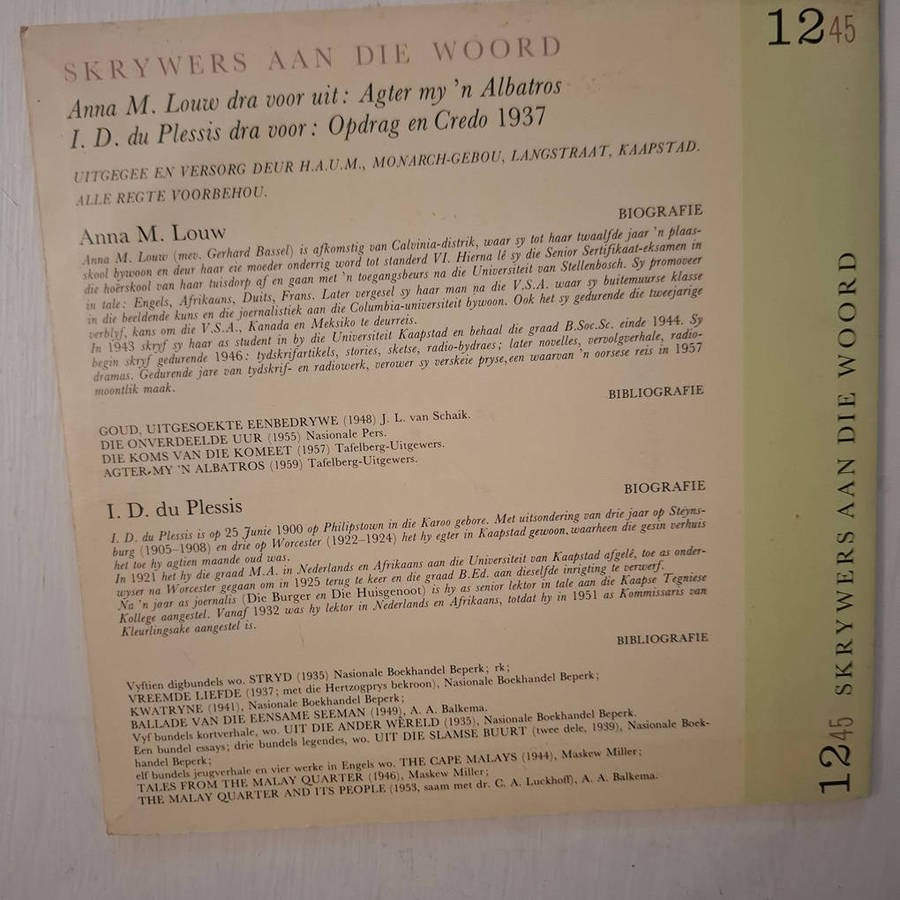 SKRYWERS AAN DIE WOORD
12 45
Anna M. Louw dra voor uit: Agter my 'n Albatros
I. D. du Plessis dra voor: Opdrag en Credo 1937
UITGEGEE EN VERSORG DEUR H.A.U.M., MONARCH-GEBOU, LANGSTRAAT, KAAPSTAD.
ALLE REGTE VOORBEHOU.
BIOGRAFIE
Anna M. Louw
Anna M. Louw (mev. Gerhard Bassel) is afkomstig van Calvinia-distrik, waar sy tot haar twaalfde jaar 'n plaas-
skool bywoon en deur haar eie moeder onderrig word tot standerd VI. Hierna lê sy die Senior Sertifikaat-eksamen in
die hoërskool van haar tuisdorp af en gaan met 'n toegangsbeurs na die Universiteit van Stellenbosch. Sy promoveer
in tale: Engels, Afrikaans, Duits, Frans. Later vergesel sy haar man na die V.S.A. waar sy buitemuurse klasse
in die beeldende kuns en die joernalistiek aan die Columbia-universiteit bywoon. Ook het sy gedurende die tweejarige
verblyf, kans om die V.S.A., Kanada en Meksiko te deurreis.
In 1943 skryf sy haar as student in by die Universiteit Kaapstad en behaal die graad B.Soc.Sc. einde 1944. Sy
begin skryf gedurende 1946: tydskrifartikels, stories, sketse, radio-bydraes; later novelles, vervolgverhale, radio-
dramas. Gedurende jare van tydskrif- en radiowerk, verower sy verskeie pryse, een waarvan 'n oorsese reis in 1957
moontlik maak.
BIBLIOGRAFIE
GOUD, UITGESOEKTE EENBEDRYWE (1948) J. L. van Schaik.
DIE ONVERDEELDE UUR (1955) Nasionale Pers.
DIE KOMS VAN DIE KOMEET (1957) Tafelberg-Uitgewers.
AGTER MY 'N ALBATROS (1959) Tafelberg-Uitgewers.
BIOGRAFIE
I. D. du Plessis
I. D. du Plessis is op 25 Junie 1900 op Philipstown in die Karoo gebore. Met uitsondering van drie jaar op Steyns-
burg (1905–1908) en drie op Worcester (1922–1924) het hy egter in Kaapstad gewoon, waarheen die gesin verhuis
het toe hy agtien maande oud was.
In 1921 het hy die graad M.A. in Nederlands en Afrikaans aan die Universiteit van Kaapstad afgelê, toe as onder-
wyser na Worcester gegaan om in 1925 terug te keer en die graad B.Ed. aan dieselfde inrigting te verwerf.
Na 'n jaar as joernalis (Die Burger en Die Huisgenoot) is hy as senior lektor in tale aan die Kaapse Tegniese
Kollege aangestel. Vanaf 1932 was hy lektor in Nederlands en Afrikaans, totdat hy in 1951 as Kommissaris van
Kleurlingsake aangestel is.
BIBLIOGRAFIE
Vyftien digbundels wo. STRYD (1935) Nasionale Boekhandel Beperk; rk;
VREEMDE LIEFDE (1937; met die Hertzogprys bekroon), Nasionale Boekhandel Beperk;
KWATRYNE (1941), Nasionale Boekhandel Beperk;
BALLADE VAN DIE EENSAME SEEMAN (1949), A. A. Balkema.
Vyf bundels kortverhale, wo. UIT DIE ANDER WÊRELD (1935), Nasionale Boekhandel Beperk.
Een bundel essays; drie bundels legendes, wo. UIT DIE SLAMSE BUURT (twee dele, 1939), Nasionale Boek-
handel Beperk;
elf bundels jeugverhale en vier werke in Engels wo. THE CAPE MALAYS (1944), Maskew Miller;
TALES FROM THE MALAY QUARTER (1946), Maskew Miller;
THE MALAY QUARTER AND ITS PEOPLE (1953, saam met dr. C. A. Luckhoff), A. A. Balkema.
12 45 SKRYWERS AAN DIE WOORD